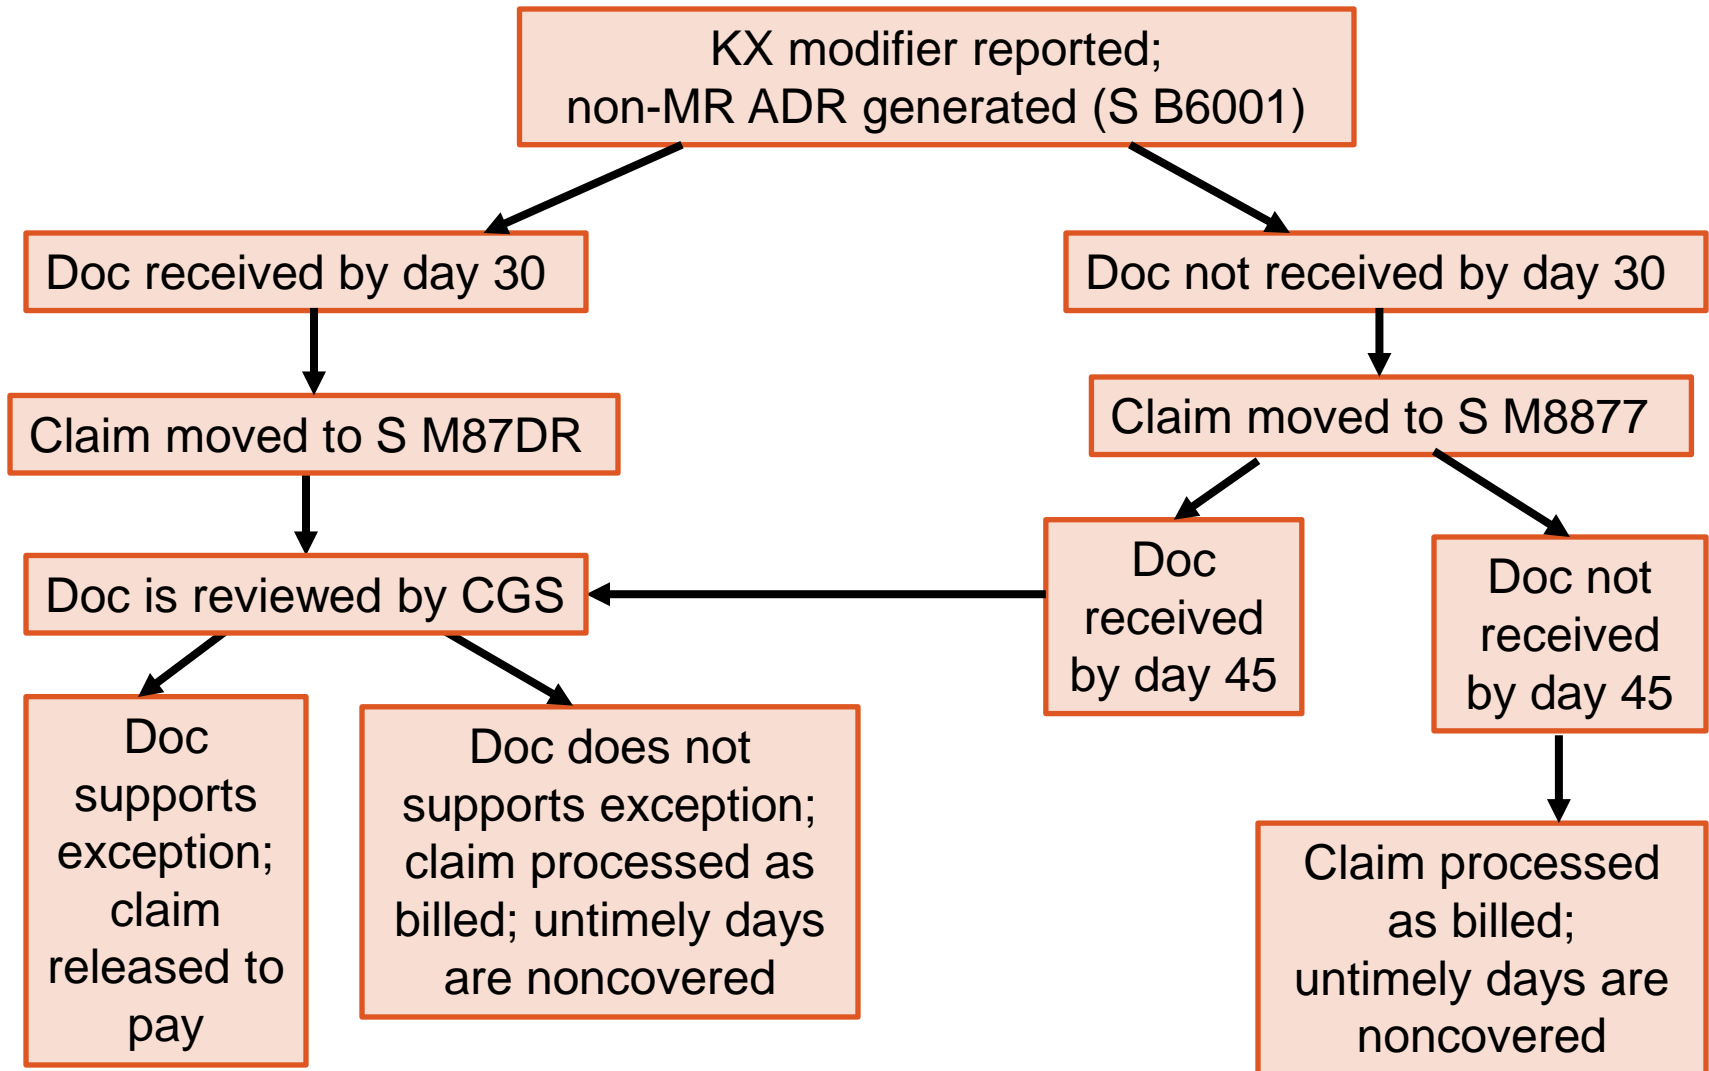 KX modifier reported;
non-MR ADR generated (S B6001)
Doc received by day 30
Doc not received by day 30
Claim moved to S M87DR
Claim moved to S M8877
Doc is reviewed by CGS
Doc
received
by day 45
Doc not
received
by day 45
Doc
supports
exception;
claim
released to
pay
Doc does not
supports exception;
claim processed as
billed; untimely days
are noncovered
Claim processed
as billed;
untimely days are
noncovered